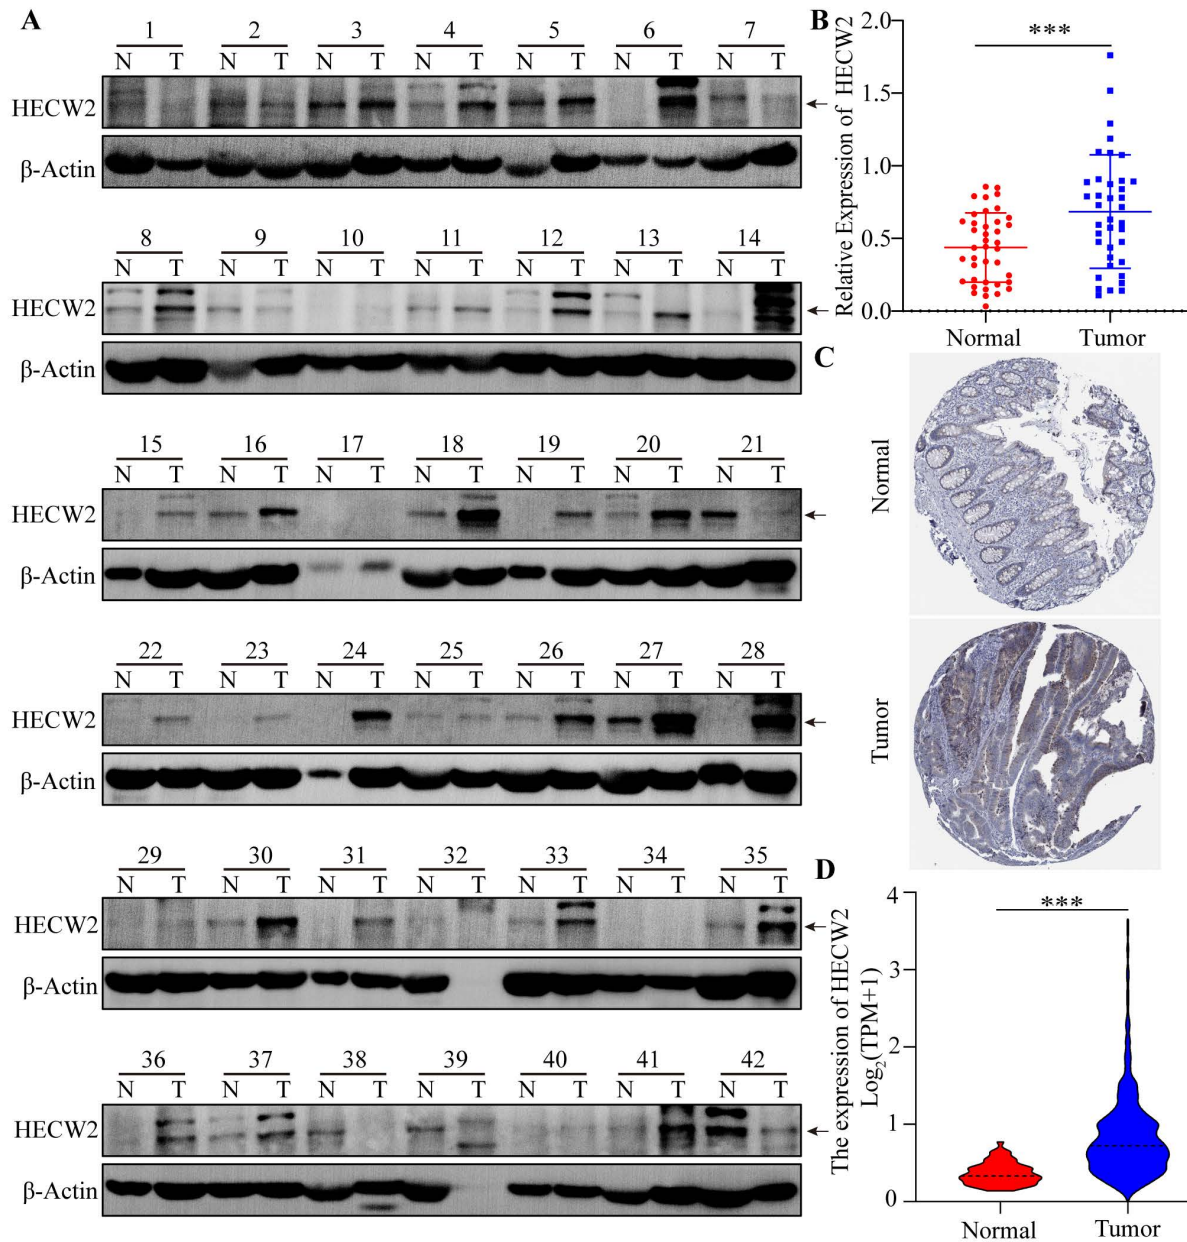 A
1 2 3 4 5 6 7
N T N T N T N T N T N T N T
HECW2
β-Actin
8 9 10 11 12 13 14
N T N T N T N T N T N T N T
HECW2
β-Actin
15 16 17 18 19 20 21
N T N T N T N T N T N T N T
HECW2
β-Actin
22 23 24 25 26 27 28
N T N T N T N T N T N T N T
HECW2
β-Actin
29 30 31 32 33 34 35
N T N T N T N T N T N T N T
HECW2
β-Actin
36 37 38 39 40 41 42
N T N T N T N T N T N T N T
HECW2
β-Actin
B
Relative Expression of HECW2
2.0
1.5
1.0
0.5
0.0
***
Normal Tumor
C
Normal
Tumor
D
The expression of HECW2
Log₂(TPM+1)
4
3
2
1
0
***
Normal Tumor